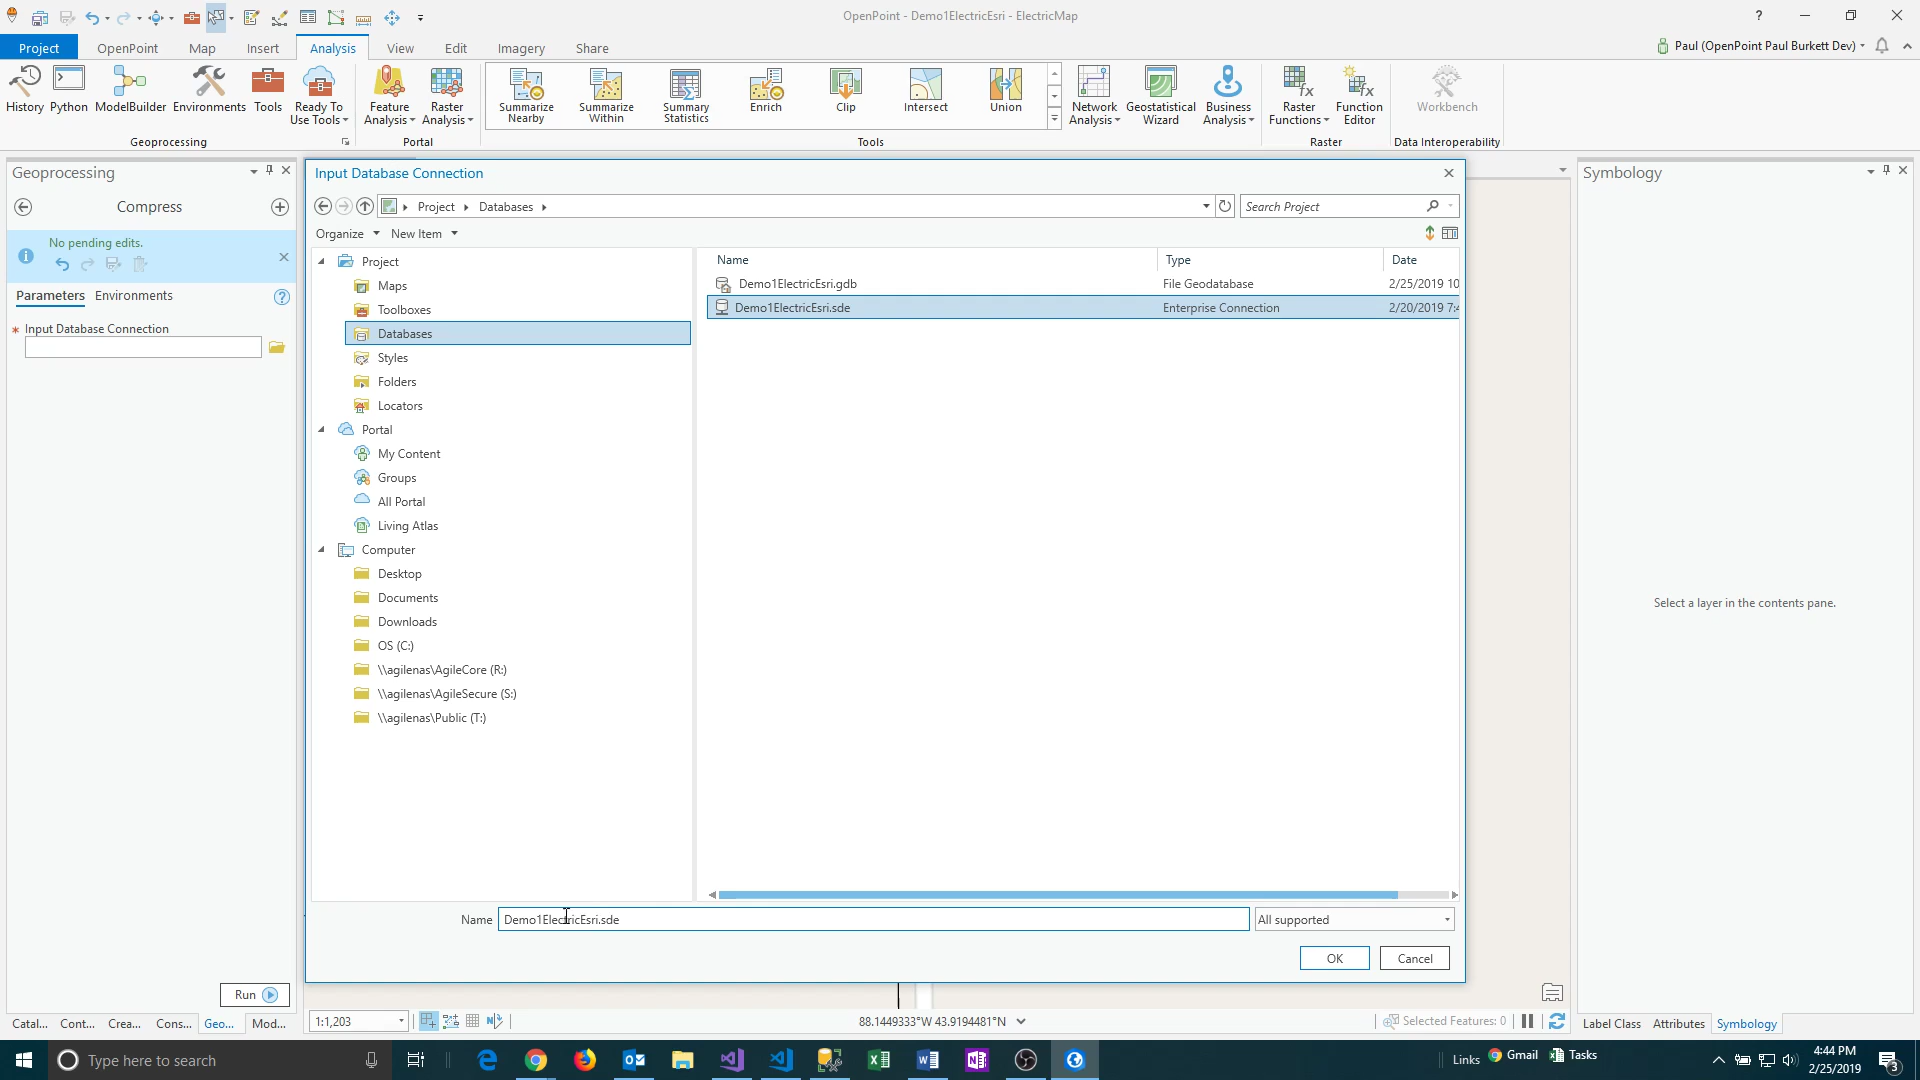 OpenPoint - Demo1ElectricEsri - ElectricMap
?
Project
OpenPoint
Map
Insert
Analysis
View
Edit
Imagery
Share
Paul (OpenPoint Paul Burkett Dev)
History
Python
ModelBuilder
Environments
Tools
Ready To
Use Tools
Feature
Analysis
Raster
Analysis
Summarize
Nearby
Summarize
Within
Summary
Statistics
Enrich
Clip
Intersect
Union
Network
Analysis
Geostatistical
Wizard
Business
Analysis
Raster
Functions
Function
Editor
Workbench
Geoprocessing
Portal
Tools
Raster
Data Interoperability
Geoprocessing
Compress
No pending edits.
Parameters
Environments
* Input Database Connection
Run
Catal...
Cont...
Crea...
Cons...
Geo...
Mod...
Input Database Connection
Project
Databases
Search Project
Organize
New Item
Project
Maps
Toolboxes
Databases
Styles
Folders
Locators
Portal
My Content
Groups
All Portal
Living Atlas
Computer
Desktop
Documents
Downloads
OS (C:)
\\agilenas\AgileCore (R:)
\\agilenas\AgileSecure (S:)
\\agilenas\Public (T:)
Name
Type
Date
Demo1ElectricEsri.gdb
File Geodatabase
2/25/2019 10
Demo1ElectricEsri.sde
Enterprise Connection
2/20/2019 7:4
Name
Demo1ElectricEsri.sde
All supported
OK
Cancel
1:1,203
88.1449333°W 43.9194481°N
Selected Features: 0
Symbology
Select a layer in the contents pane.
Label Class
Attributes
Symbology
Type here to search
Links
Gmail
Tasks
4:44 PM
2/25/2019
3